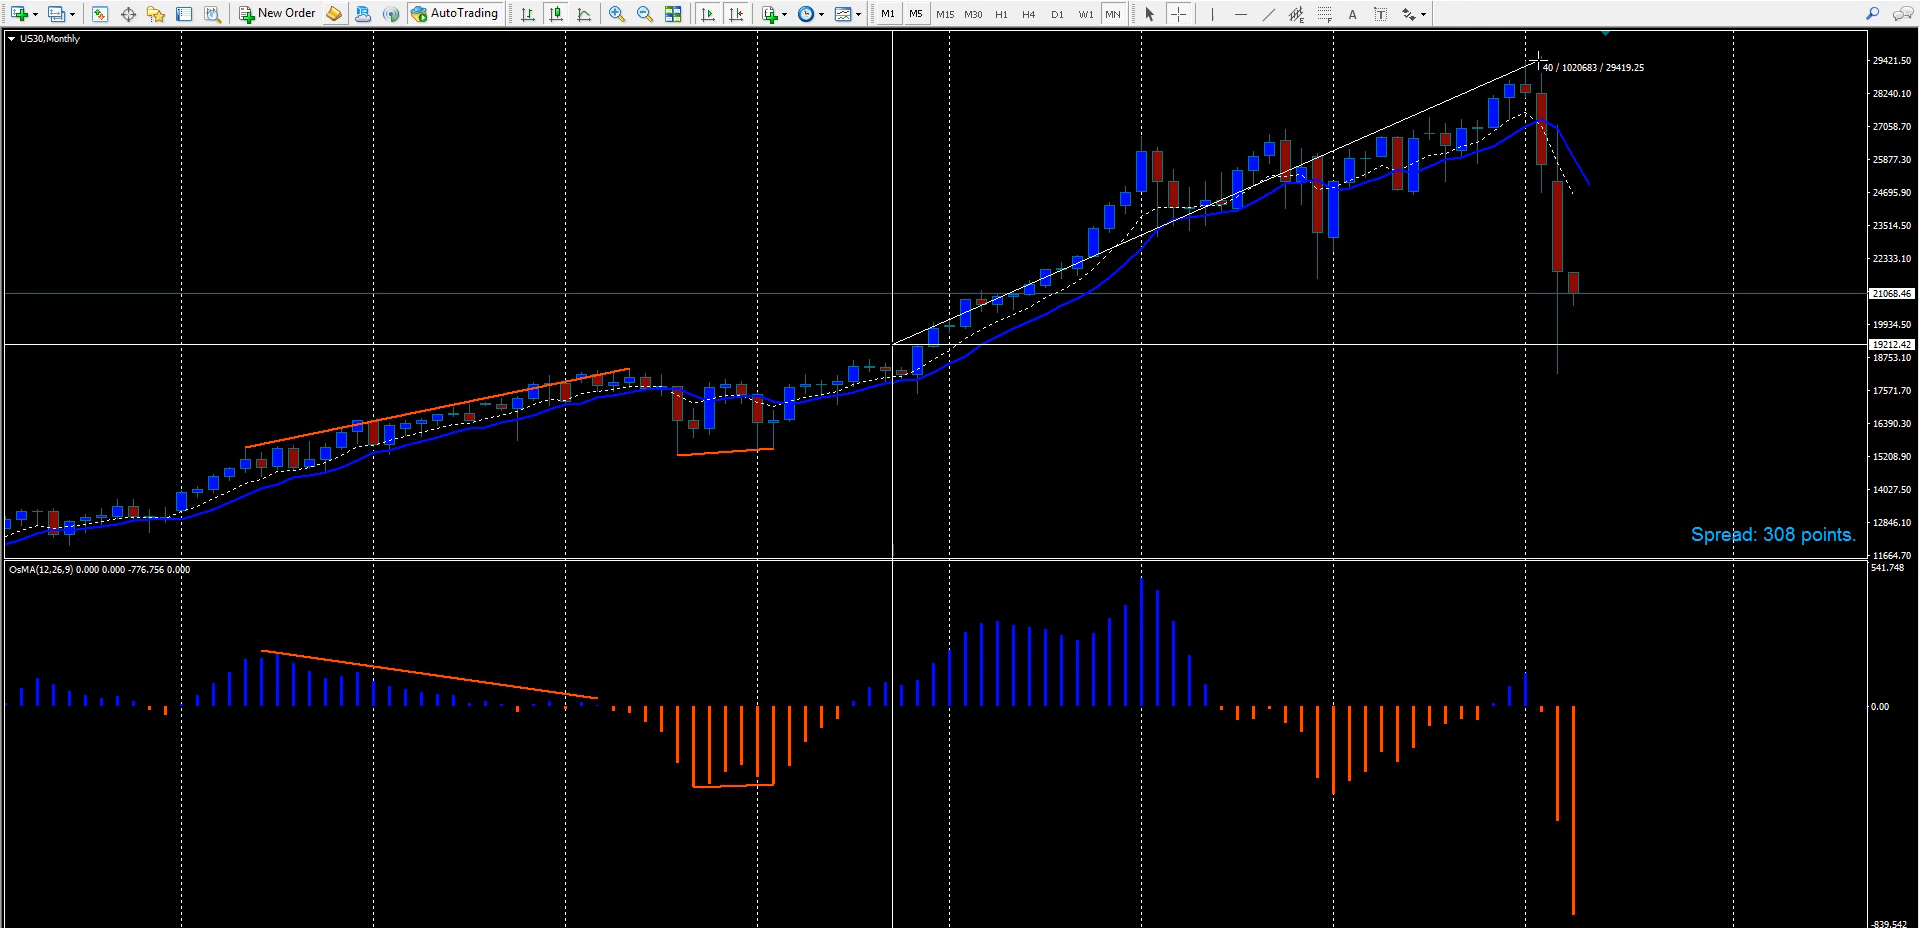 New Order
AutoTrading
M1 M5 M15 M30 H1 H4 D1 W1 MN
A T
US30,Monthly
40 / 1020683 / 29419.25
29421.50
28240.10
27058.70
25877.30
24695.90
23514.50
22333.10
21068.46
19934.50
19212.42
18753.10
17571.70
16390.30
15208.90
14027.50
12846.10
11664.70
Spread: 308 points.
OsMA(12,26,9) 0.000 0.000 -776.756 0.000
541.748
0.00
-839.542